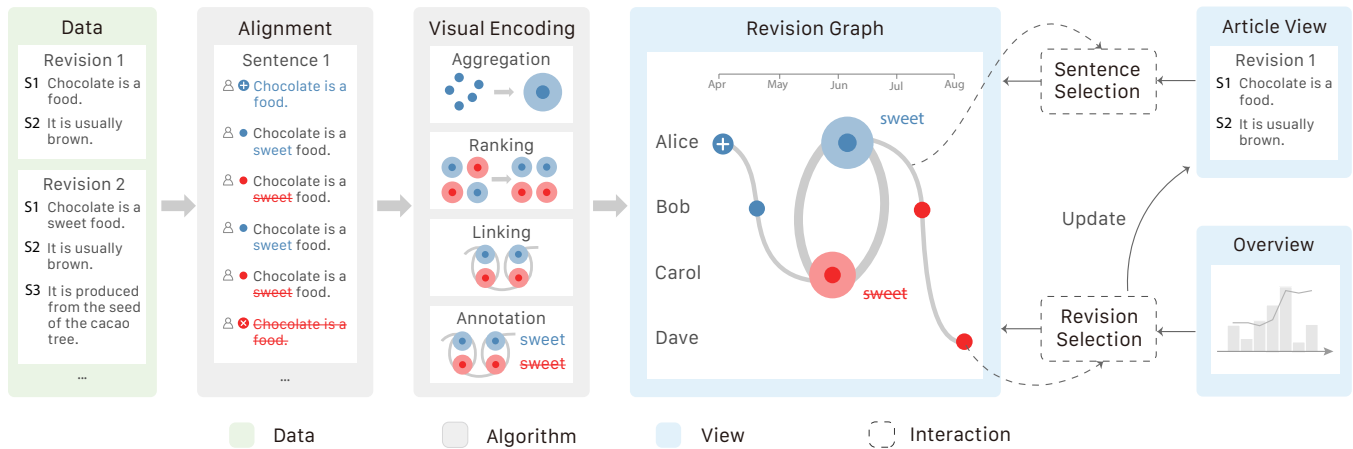 Data
Revision 1
S1 Chocolate is a
food.
S2 It is usually
brown.
Revision 2
S1 Chocolate is a
sweet food.
S2 It is usually
brown.
S3 It is produced
from the seed
of the cacao
tree.
...
Alignment
Sentence 1
Chocolate is a
food.
Chocolate is a
sweet food.
Chocolate is a
sweet food.
Chocolate is a
sweet food.
Chocolate is a
sweet food.
Chocolate is a
food.
...
Visual Encoding
Aggregation
Ranking
Linking
Annotation
sweet
sweet
Revision Graph
Apr May Jun Jul Aug
sweet
Alice
Bob
Carol
sweet
Dave
Sentence
Selection
Update
Revision
Selection
Article View
Revision 1
S1 Chocolate is a
food.
S2 It is usually
brown.
Overview
Data
Algorithm
View
Interaction